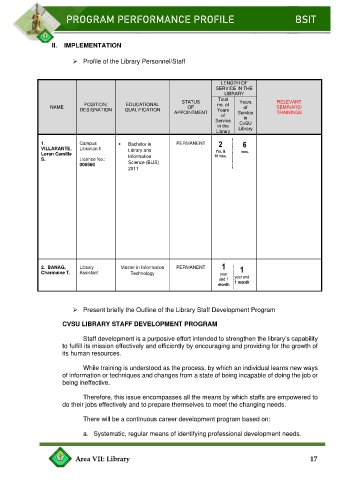 PROGRAM PERFORMANCE PROFILE BSIT
II. IMPLEMENTATION
➢ Profile of the Library Personnel/Staff
NAME
POSITION/
DESIGNATION
EDUCATIONAL
QUALIFICATION
STATUS
OF
APPOINTMENT
LENGTH OF
SERVICE IN THE
LIBRARY
Total
no. of
Years
of
Service
in the
Library
Years
of
Service
in
CvSU
Library
RELEVANT
SEMINARS/
TRAININGS
1.
VILLARANTE,
Loran Camille
S.
Campus
Librarian II
License No.:
006560
• Bachelor in
Library and
Information
Science (BLIS)
2011
PERMANENT
2
Yrs. &
10 mos.
6
mos.
2. BANAG,
Charmaine T.
Library
Assistant
Master in Information
Technology
PERMANENT
1
year
and 1
month
1
year and
1 month
➢ Present briefly the Outline of the Library Staff Development Program
CVSU LIBRARY STAFF DEVELOPMENT PROGRAM
Staff development is a purposive effort intended to strengthen the library's capability
to fulfill its mission effectively and efficiently by encouraging and providing for the growth of
its human resources.
While training is understood as the process, by which an individual learns new ways
of information or techniques and changes from a state of being incapable of doing the job or
being ineffective.
Therefore, this issue encompasses all the means by which staffs are empowered to
do their jobs effectively and to prepare themselves to meet the changing needs.
There will be a continuous career development program based on:
a. Systematic, regular means of identifying professional development needs.
Area VII: Library 17